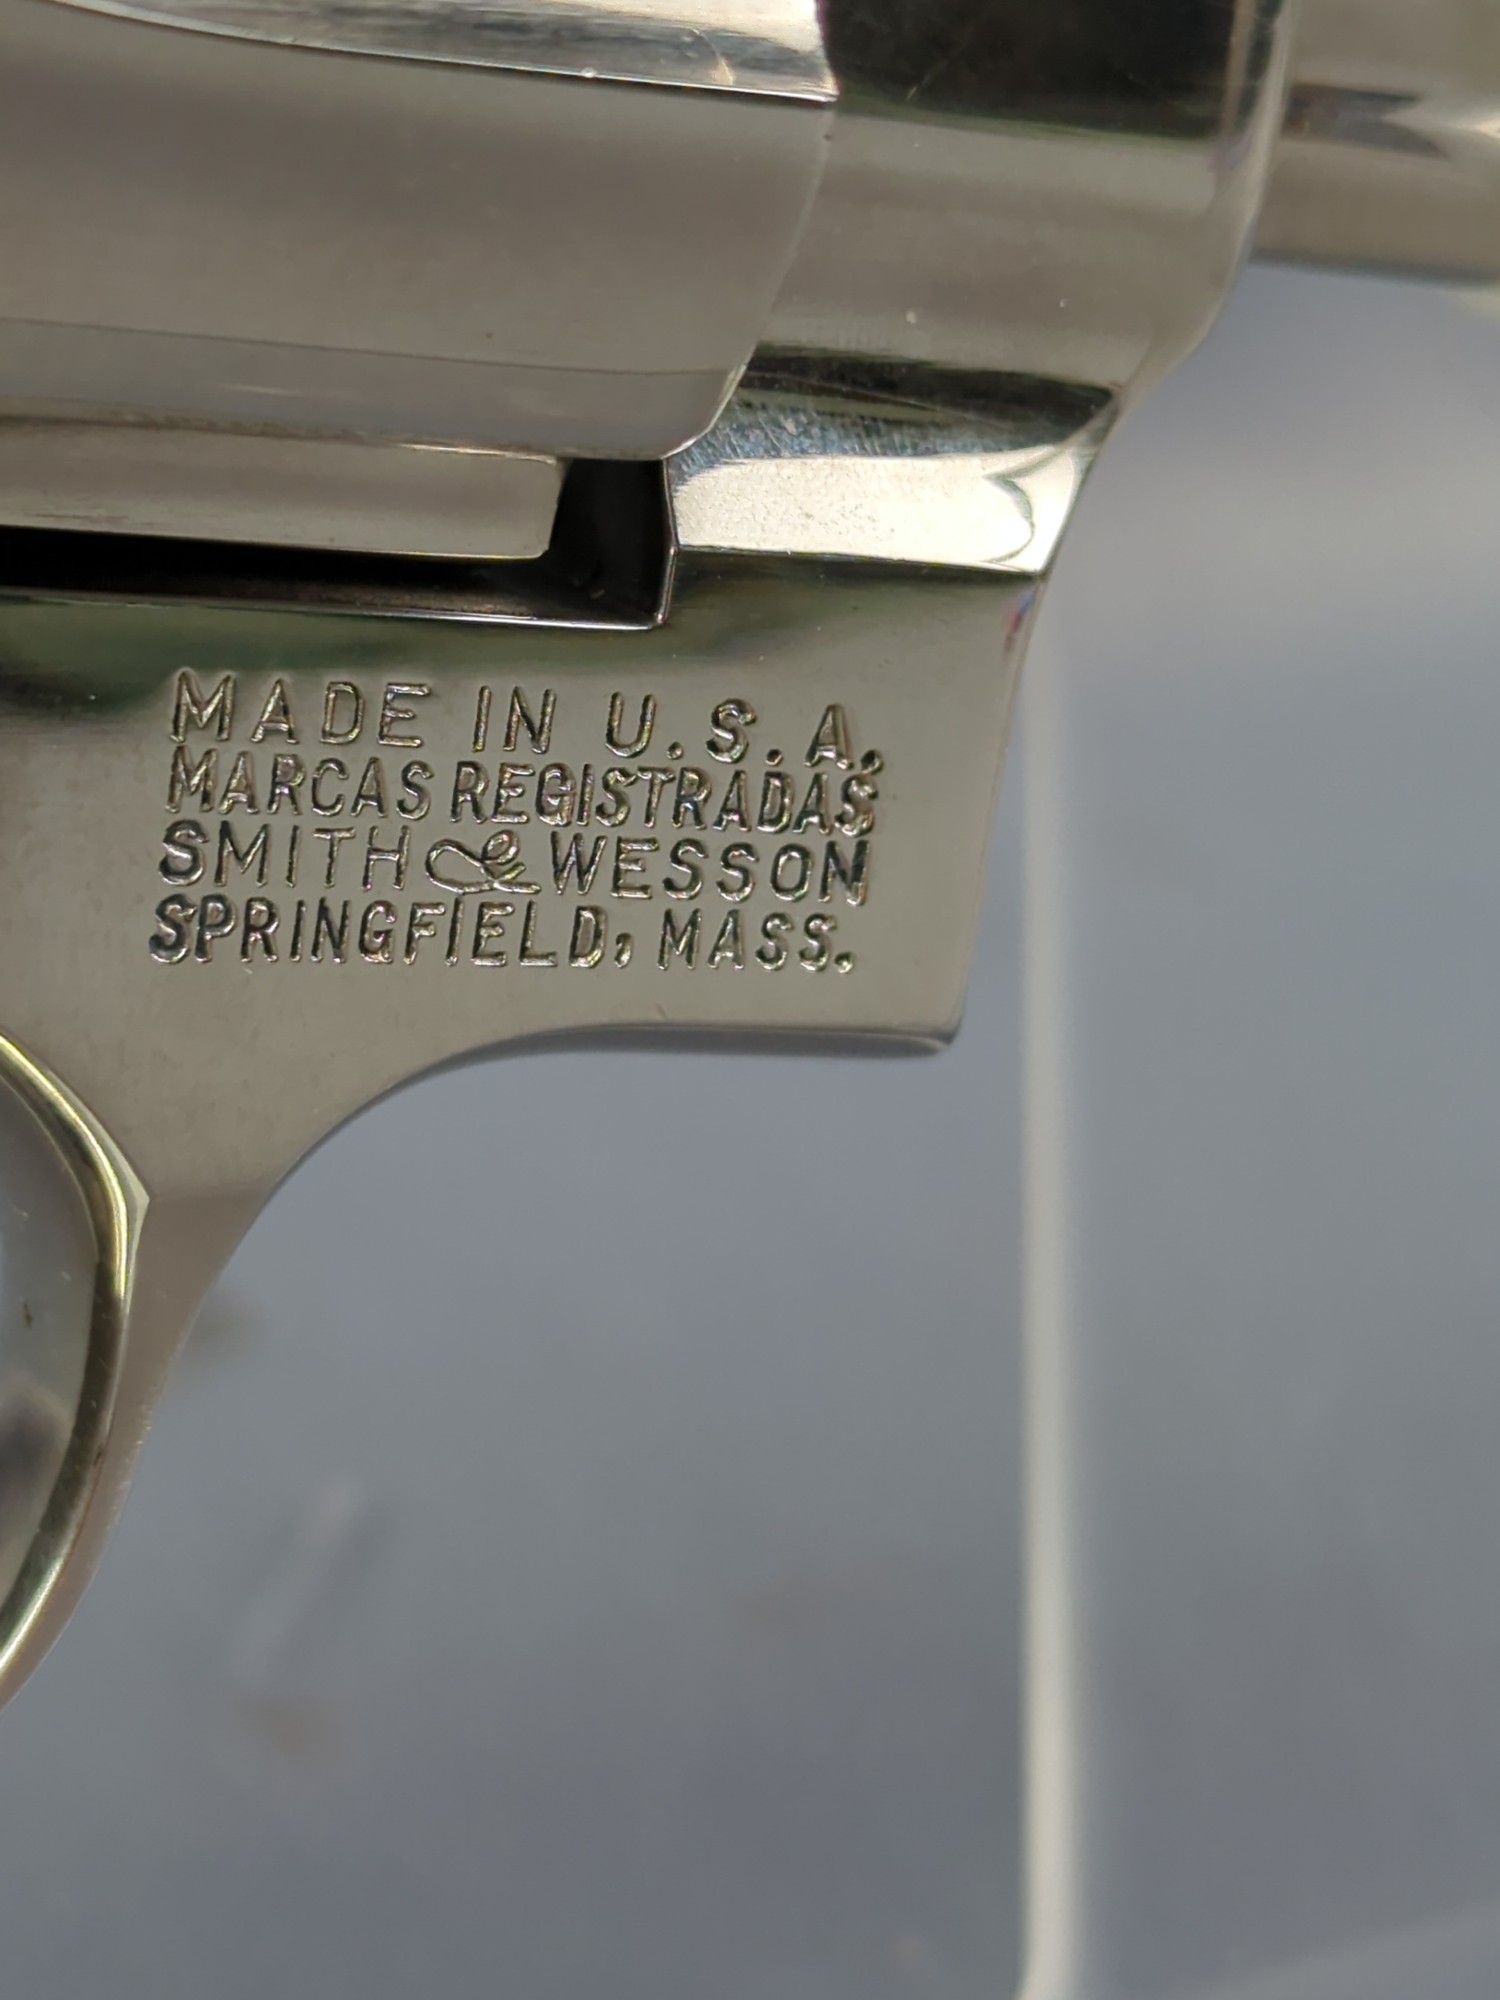 MADE IN U.S.A.
MARCAS REGISTRADAS
SMITH & WESSON
SPRINGFIELD, MASS.